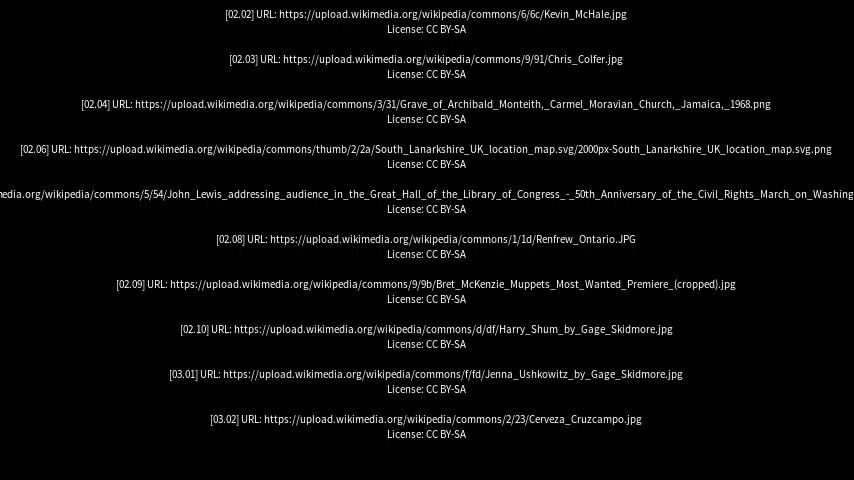 [02.02] URL: https://upload.wikimedia.org/wikipedia/commons/6/6c/Kevin_McHale.jpg
License: CC BY-SA
[02.03] URL: https://upload.wikimedia.org/wikipedia/commons/9/91/Chris_Colfer.jpg
License: CC BY-SA
[02.04] URL: https://upload.wikimedia.org/wikipedia/commons/3/31/Grave_of_Archibald_Monteith,_Carmel_Moravian_Church,_Jamaica,_1968.png
License: CC BY-SA
[02.06] URL: https://upload.wikimedia.org/wikipedia/commons/thumb/2/2a/South_Lanarkshire_UK_location_map.svg/2000px-South_Lanarkshire_UK_location_map.svg.png
License: CC BY-SA
media.org/wikipedia/commons/5/54/John_Lewis_addressing_audience_in_the_Great_Hall_of_the_Library_of_Congress_-_50th_Anniversary_of_the_Civil_Rights_March_on_Washing
License: CC BY-SA
[02.08] URL: https://upload.wikimedia.org/wikipedia/commons/1/1d/Renfrew_Ontario.JPG
License: CC BY-SA
[02.09] URL: https://upload.wikimedia.org/wikipedia/commons/9/9b/Bret_McKenzie_Muppets_Most_Wanted_Premiere_(cropped).jpg
License: CC BY-SA
[02.10] URL: https://upload.wikimedia.org/wikipedia/commons/d/df/Harry_Shum_by_Gage_Skidmore.jpg
License: CC BY-SA
[03.01] URL: https://upload.wikimedia.org/wikipedia/commons/f/fd/Jenna_Ushkowitz_by_Gage_Skidmore.jpg
License: CC BY-SA
[03.02] URL: https://upload.wikimedia.org/wikipedia/commons/2/23/Cerveza_Cruzcampo.jpg
License: CC BY-SA